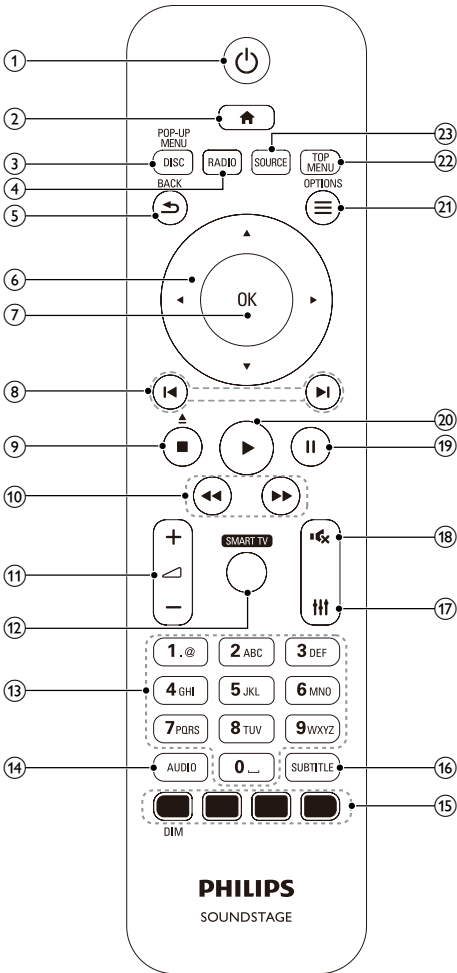 ①
②
POP-UP
MENU
DISC
RADIO
SOURCE
TOP
MENU
㉓
③
㉒
④
BACK
OPTIONS
⑤
㉑
⑥
OK
⑦
⑧
⑳
⑨
⑲
⑩
SMART TV
⑱
⑪
⑫
⑰
1.@
2 ABC
3 DEF
⑬
4 GHI
5 JKL
6 MNO
7 PQRS
8 TUV
9 WXYZ
⑭
AUDIO
0
SUBTITLE
⑯
⑮
DIM
PHILIPS
SOUNDSTAGE